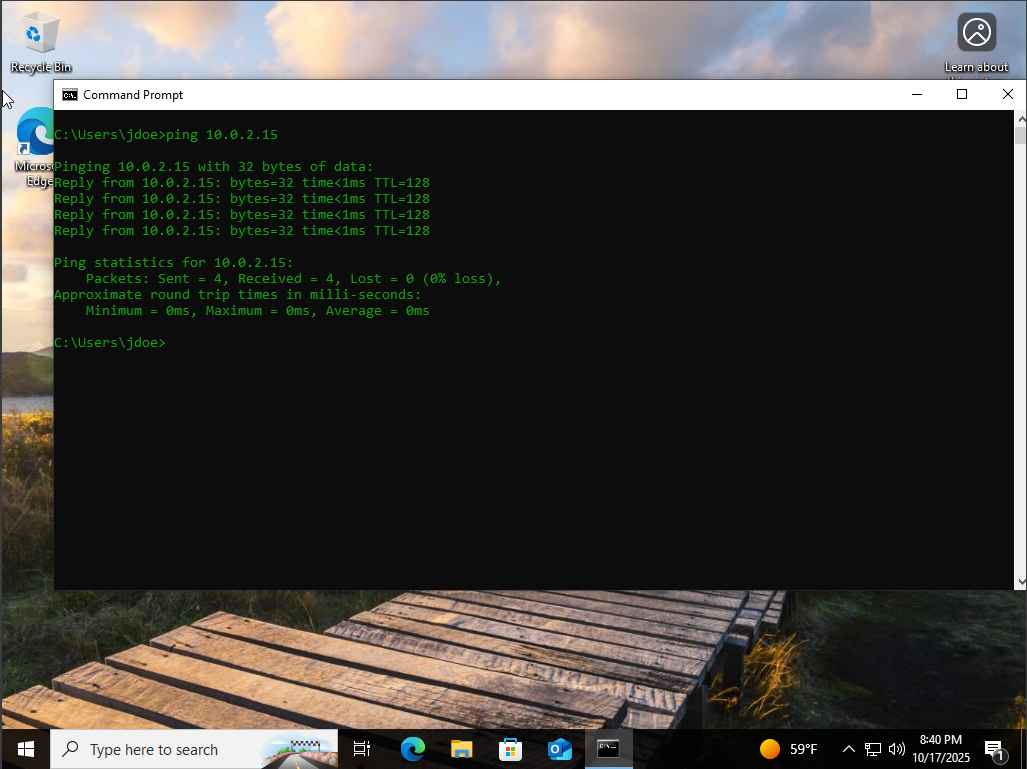 Recycle Bin
Learn about
Microsoft
Edge
Command Prompt
C:\Users\jdoe>ping 10.0.2.15
Pinging 10.0.2.15 with 32 bytes of data:
Reply from 10.0.2.15: bytes=32 time<1ms TTL=128
Reply from 10.0.2.15: bytes=32 time<1ms TTL=128
Reply from 10.0.2.15: bytes=32 time<1ms TTL=128
Reply from 10.0.2.15: bytes=32 time<1ms TTL=128
Ping statistics for 10.0.2.15:
    Packets: Sent = 4, Received = 4, Lost = 0 (0% loss),
Approximate round trip times in milli-seconds:
    Minimum = 0ms, Maximum = 0ms, Average = 0ms
C:\Users\jdoe>
Type here to search
59°F
8:40 PM
10/17/2025
1